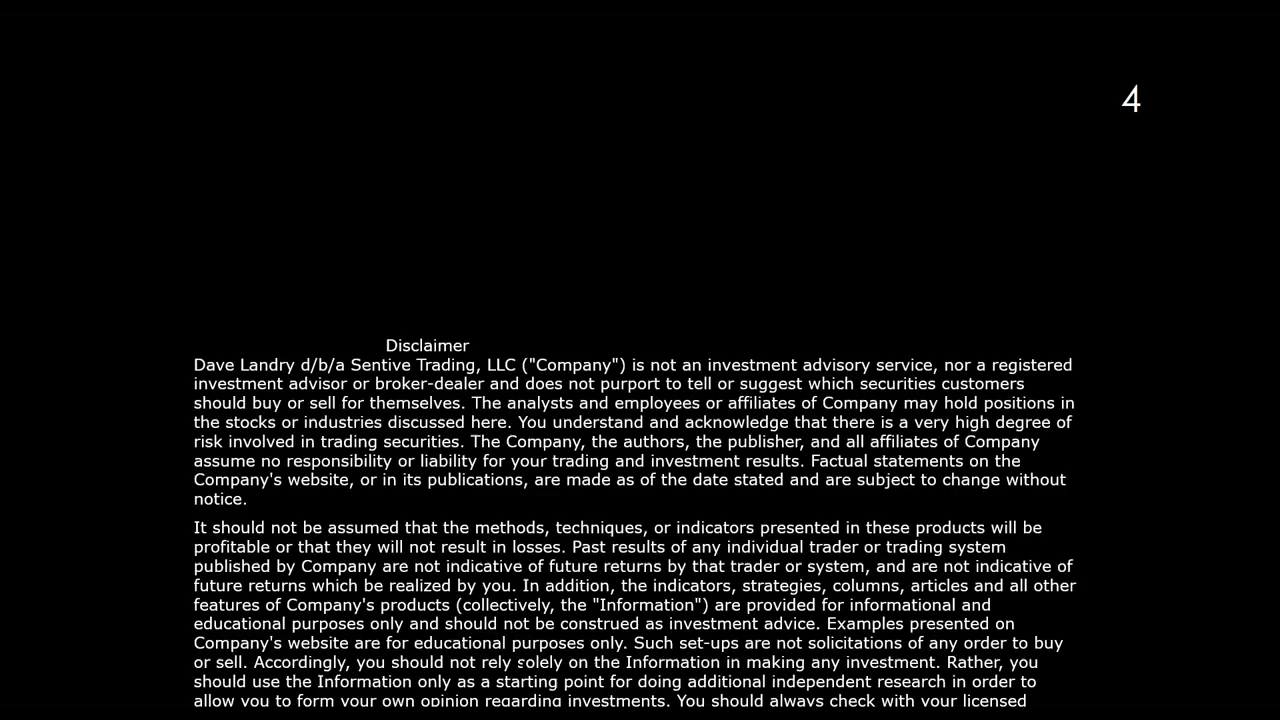 4
Disclaimer
Dave Landry d/b/a Sentive Trading, LLC ("Company") is not an investment advisory service, nor a registered
investment advisor or broker-dealer and does not purport to tell or suggest which securities customers
should buy or sell for themselves. The analysts and employees or affiliates of Company may hold positions in
the stocks or industries discussed here. You understand and acknowledge that there is a very high degree of
risk involved in trading securities. The Company, the authors, the publisher, and all affiliates of Company
assume no responsibility or liability for your trading and investment results. Factual statements on the
Company's website, or in its publications, are made as of the date stated and are subject to change without
notice.
It should not be assumed that the methods, techniques, or indicators presented in these products will be
profitable or that they will not result in losses. Past results of any individual trader or trading system
published by Company are not indicative of future returns by that trader or system, and are not indicative of
future returns which be realized by you. In addition, the indicators, strategies, columns, articles and all other
features of Company's products (collectively, the "Information") are provided for informational and
educational purposes only and should not be construed as investment advice. Examples presented on
Company's website are for educational purposes only. Such set-ups are not solicitations of any order to buy
or sell. Accordingly, you should not rely solely on the Information in making any investment. Rather, you
should use the Information only as a starting point for doing additional independent research in order to
allow you to form your own opinion regarding investments. You should always check with your licensed